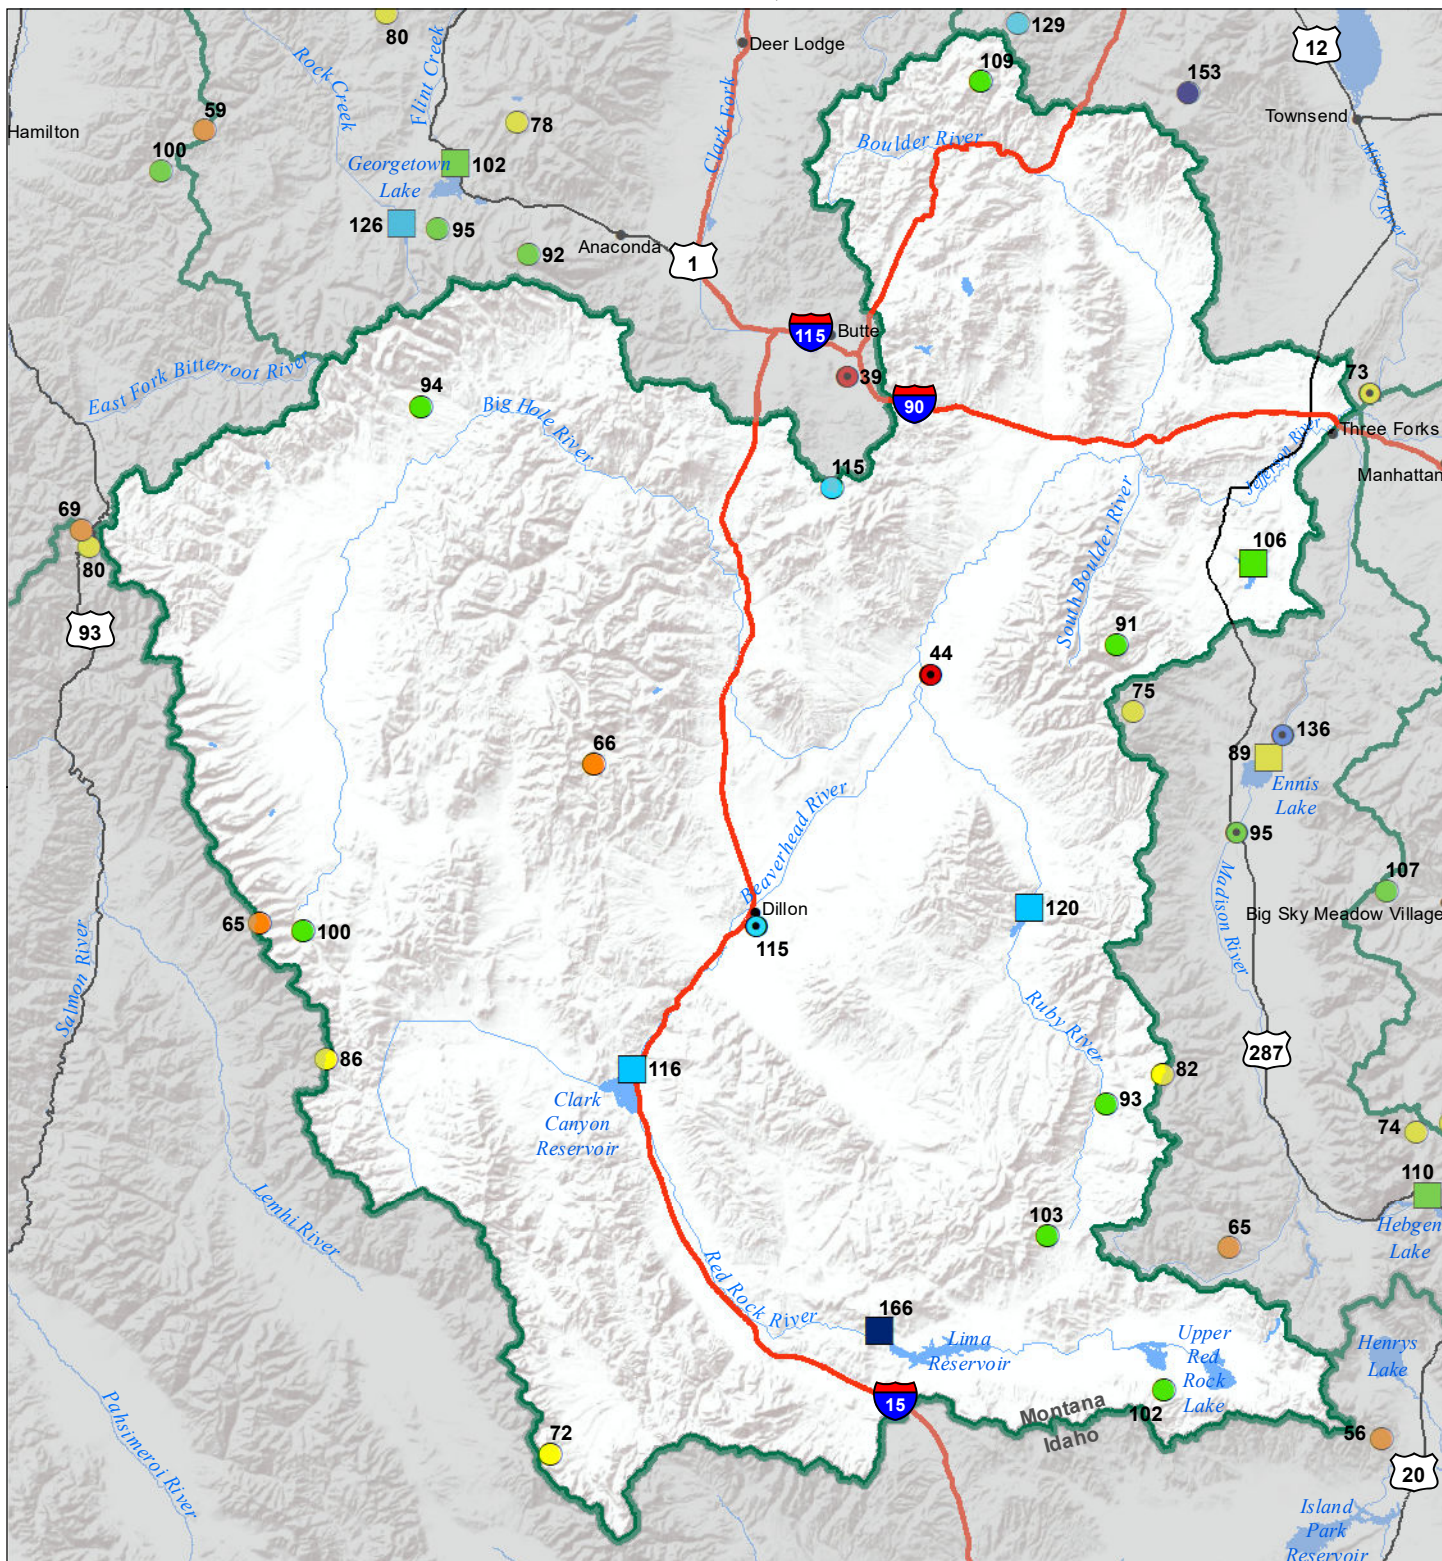 80
Deer Lodge
129
12
Rock Creek
Flint Creek
109
153
59
Hamilton
78
Clark Fork
Townsend
100
Boulder River
102
Georgetown
Lake
Missouri River
126
95
92
Anaconda
1
115
Butte
East Fork Bitterroot River
39
94
90
73
Big Hole River
Three Forks
Jefferson River
115
Manhattan
69
80
South Boulder River
106
93
91
44
75
66
136
89
Ennis
Lake
Beaverhead River
95
107
Dillon
120
Big Sky Meadow Village
65
100
115
Madison River
Salmon River
Ruby River
86
287
116
82
Clark
Canyon
Reservoir
93
74
110
Lemhi River
103
65
Hebgen
Lake
Red Rock River
166
Lima
Reservoir
Upper
Red
Rock
Lake
Henrys
Lake
15
Montana
Idaho
102
Pahsimeroi River
72
56
20
Island
Park
Reservoir